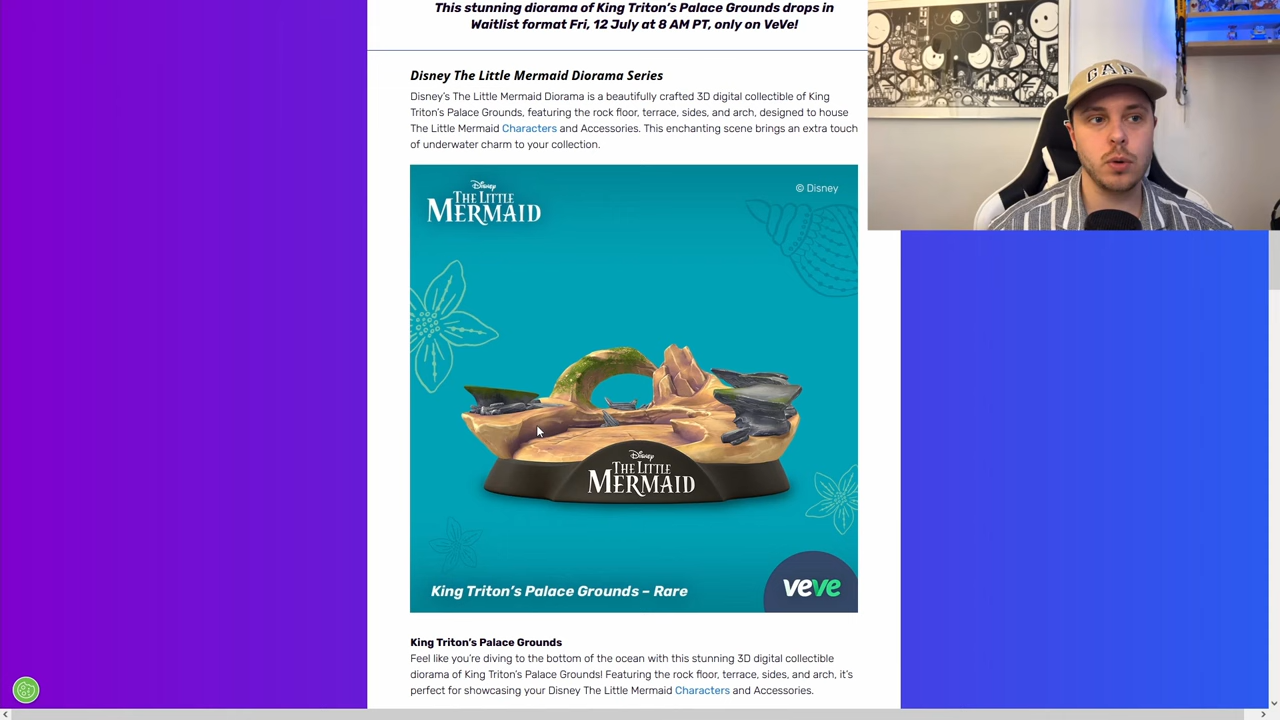 This stunning diorama of King Triton's Palace Grounds drops in
Waitlist format Fri, 12 July at 8 AM PT, only on VeVe!
Disney The Little Mermaid Diorama Series
Disney's The Little Mermaid Diorama is a beautifully crafted 3D digital collectible of King
Triton's Palace Grounds, featuring the rock floor, terrace, sides, and arch, designed to house
The Little Mermaid Characters and Accessories. This enchanting scene brings an extra touch
of underwater charm to your collection.
Disney
THE LITTLE
MERMAID
© Disney
Disney
THE LITTLE
MERMAID
King Triton's Palace Grounds – Rare
veve
King Triton's Palace Grounds
Feel like you're diving to the bottom of the ocean with this stunning 3D digital collectible
diorama of King Triton's Palace Grounds! Featuring the rock floor, terrace, sides, and arch, it's
perfect for showcasing your Disney The Little Mermaid Characters and Accessories.
GAP